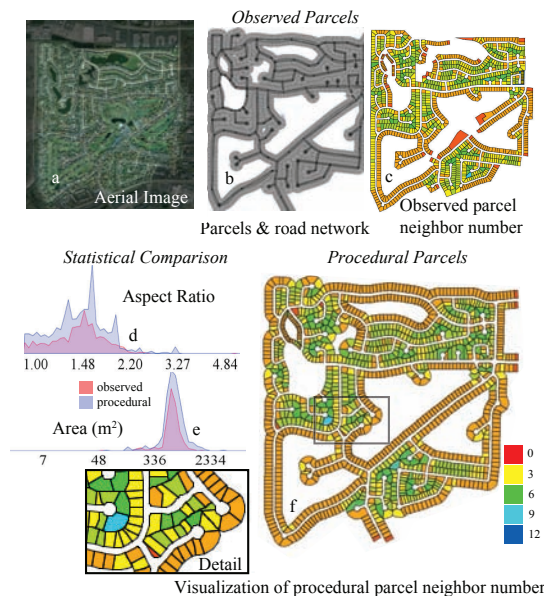 Observed Parcels
a
Aerial Image
b
c
Parcels & road network
Observed parcel
neighbor number
Statistical Comparison
Procedural Parcels
Aspect Ratio
d
1.00 1.48 2.20 3.27 4.84
observed
procedural
Area (m²)
e
7 48 336 2334
f
0
3
6
9
12
Detail
Visualization of procedural parcel neighbor number